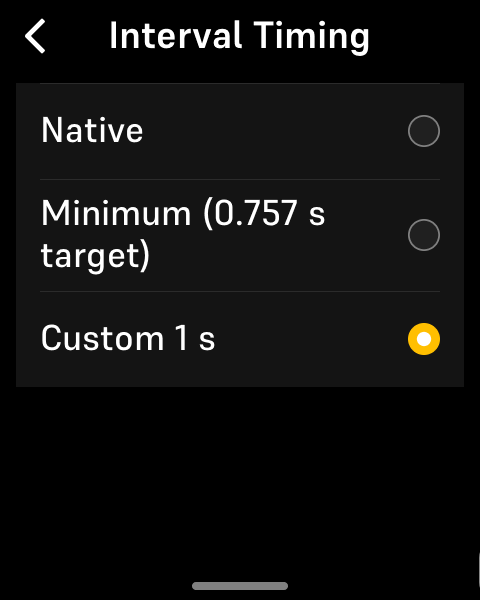 Interval Timing
Native
Minimum (0.757 s
target)
Custom 1 s